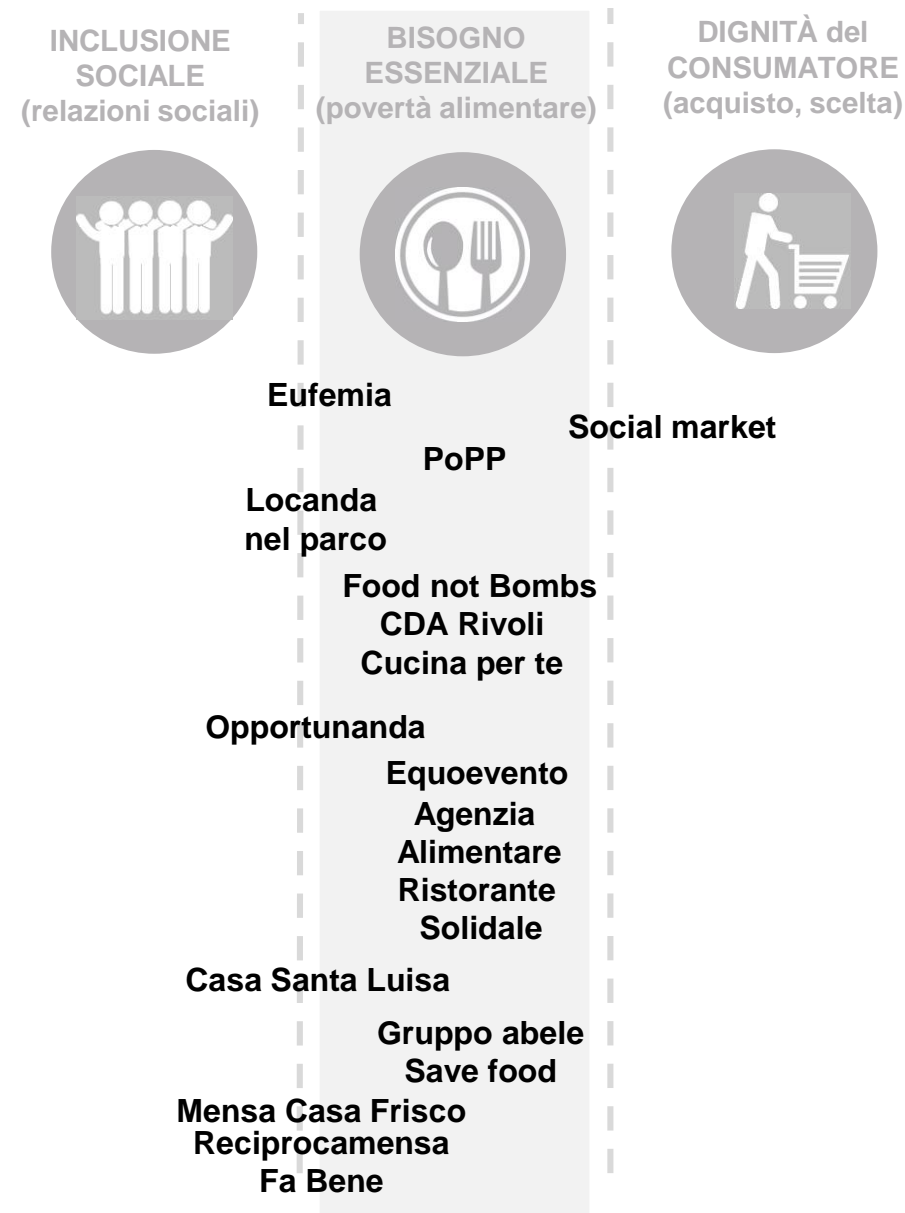 INCLUSIONE
SOCIALE
(relazioni sociali)
BISOGNO
ESSENZIALE
(povertà alimentare)
DIGNITÀ del
CONSUMATORE
(acquisto, scelta)
Eufemia
Social market
PoPP
Locanda
nel parco
Food not Bombs
CDA Rivoli
Cucina per te
Opportunanda
Equoevento
Agenzia
Alimentare
Ristorante
Solidale
Casa Santa Luisa
Gruppo abele
Save food
Mensa Casa Frisco
Reciprocamensa
Fa Bene